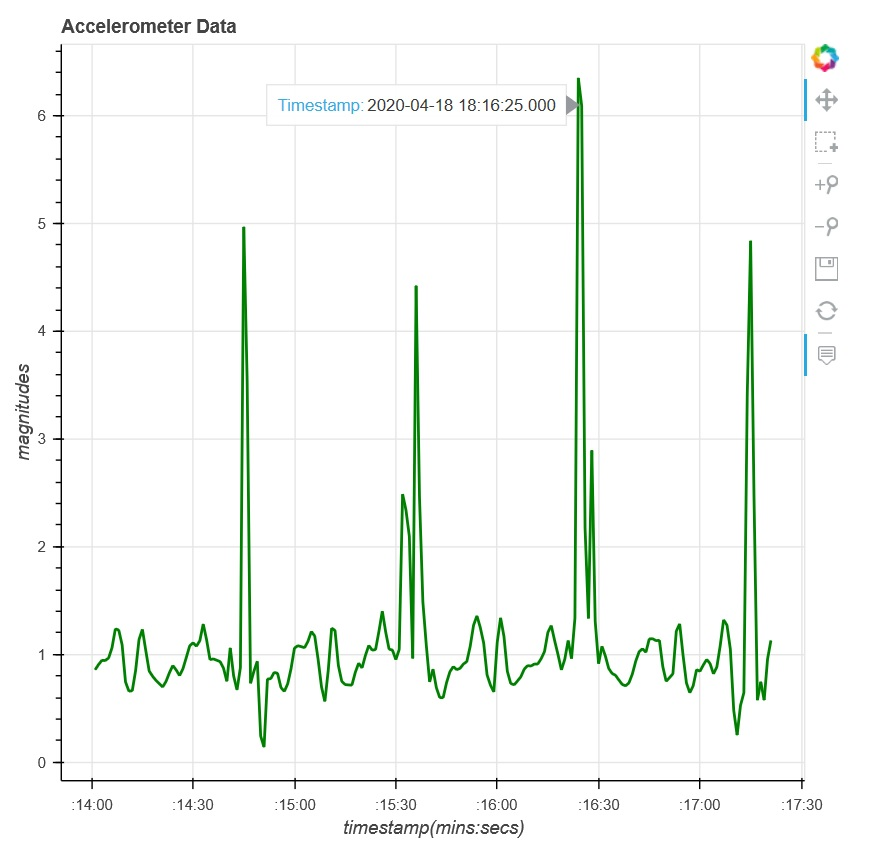 Accelerometer Data
Timestamp: 2020-04-18 18:16:25.000
6
5
4
3
2
1
0
magnitudes
:14:00 :14:30 :15:00 :15:30 :16:00 :16:30 :17:00 :17:30
timestamp(mins:secs)